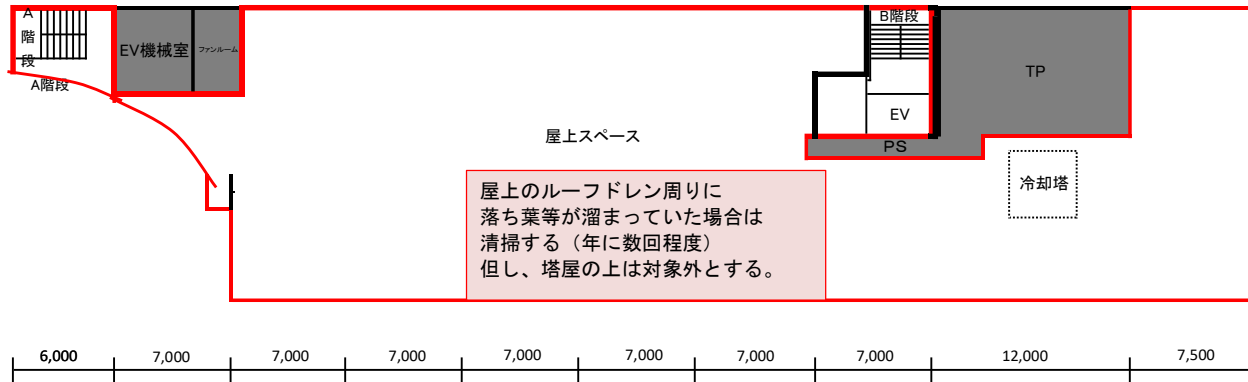 A
階
段
A階段
EV機械室
ファンルーム
B階段
EV
TP
PS
屋上スペース
冷却塔
屋上のルーフドレン周りに
落ち葉等が溜まっていた場合は
清掃する（年に数回程度）
但し、塔屋の上は対象外とする。
6,000 7,000 7,000 7,000 7,000 7,000 7,000 7,000 12,000 7,500